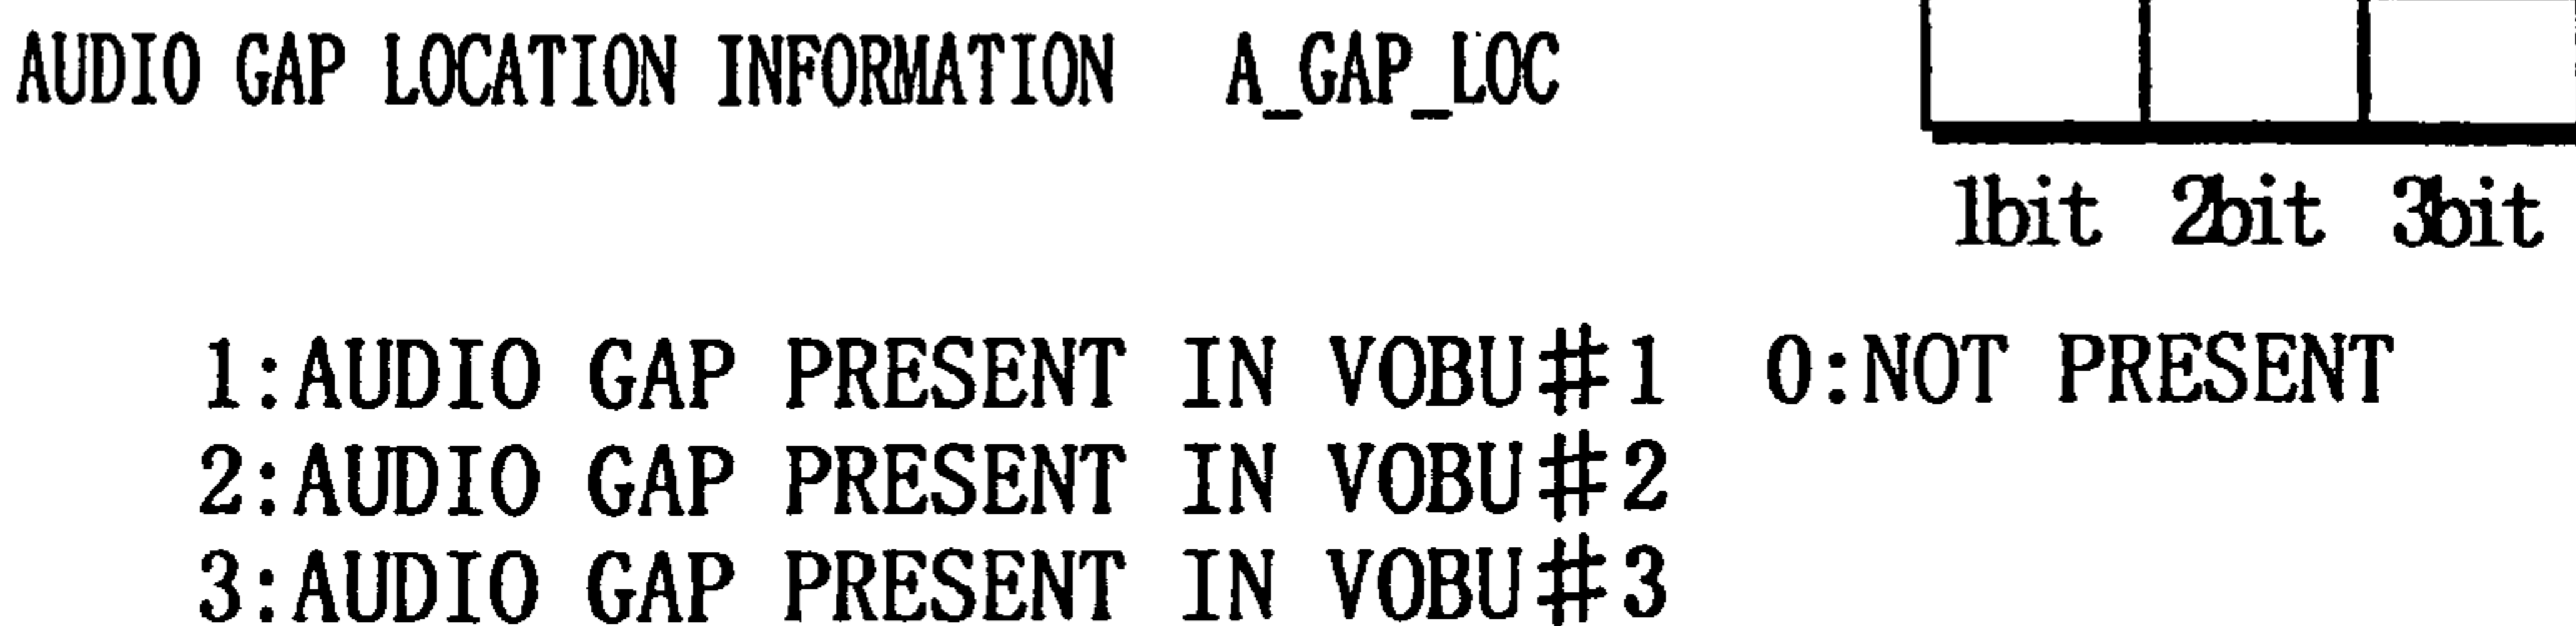 AUDIO GAP LOCATION INFORMATION A_GAP_LOC
1bit 2bit 3bit
1:AUDIO GAP PRESENT IN VOBU#1 0:NOT PRESENT
2:AUDIO GAP PRESENT IN VOBU#2
3:AUDIO GAP PRESENT IN VOBU#3